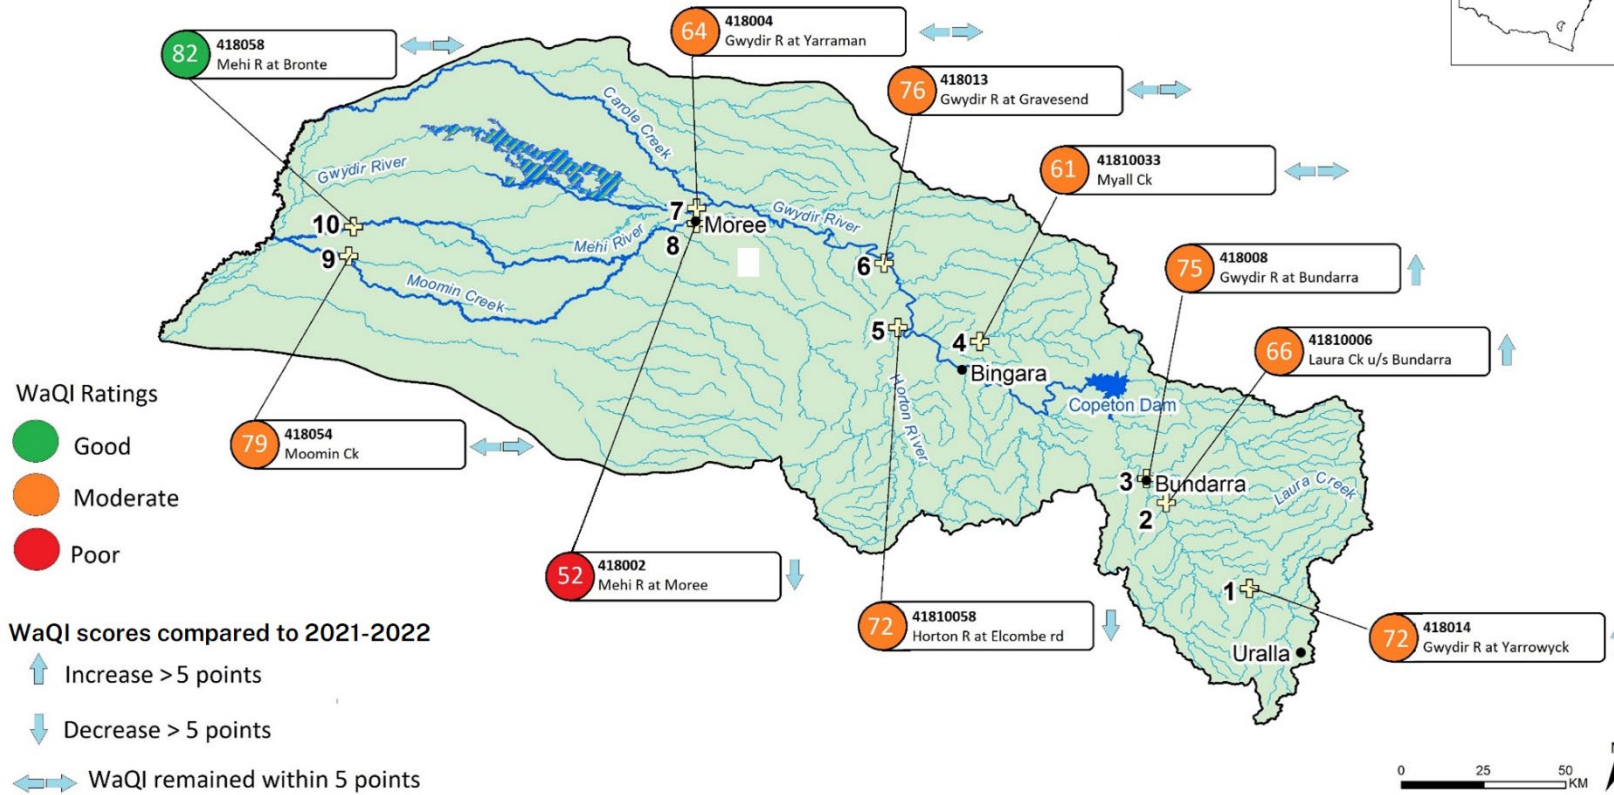 82
418058
Mehi R at Bronte
64
418004
Gwydir R at Yarraman
76
418013
Gwydir R at Gravesend
61
41810033
Myall Ck
75
418008
Gwydir R at Bundarra
66
41810006
Laura Ck u/s Bundarra
Carole Creek
Gwydir River
Gwydir River
Mehi River
Moomin Creek
Horton River
Laura Creek
Copeton Dam
10
9
7
8
Moree
6
5
4
Bingara
3
Bundarra
2
1
Uralla
79
418054
Moomin Ck
52
418002
Mehi R at Moree
72
41810058
Horton R at Elcombe rd
72
418014
Gwydir R at Yarrowyck
WaQI Ratings
Good
Moderate
Poor
WaQI scores compared to 2021-2022
Increase > 5 points
Decrease > 5 points
WaQI remained within 5 points
0 25 50
KM